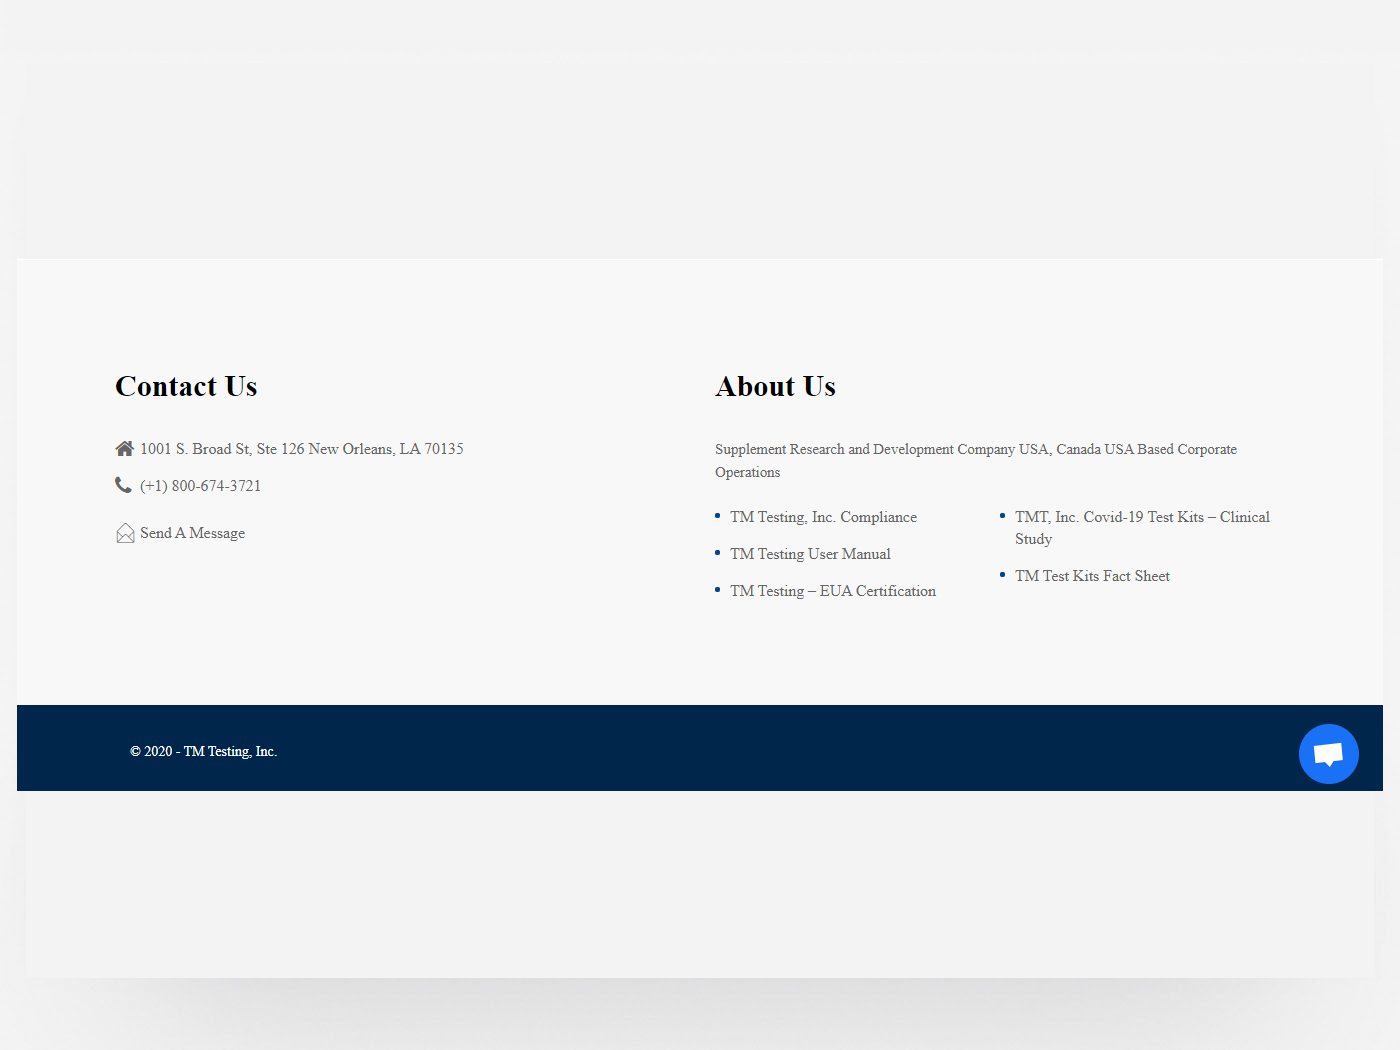 Contact Us
1001 S. Broad St, Ste 126 New Orleans, LA 70135
(+1) 800-674-3721
Send A Message
About Us
Supplement Research and Development Company USA, Canada USA Based Corporate
Operations
TM Testing, Inc. Compliance
TM Testing User Manual
TM Testing – EUA Certification
TMT, Inc. Covid-19 Test Kits – Clinical
Study
TM Test Kits Fact Sheet
© 2020 - TM Testing, Inc.